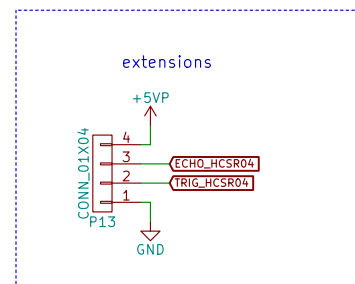 extensions
+5VP
CONN_01X04
4
3
ECHO_HCSR04
2
TRIG_HCSR04
1
P13
GND